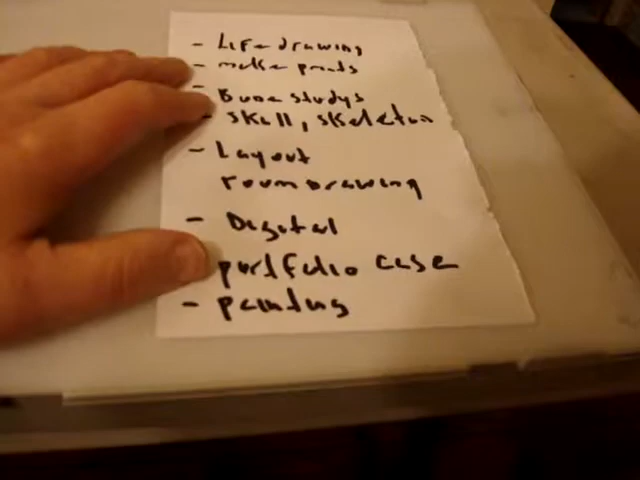 - Life drawing
- make prints
- Bone studys
- skull, skeleton
- Layout
room Drawing
- Digital
portfolio case
- painting